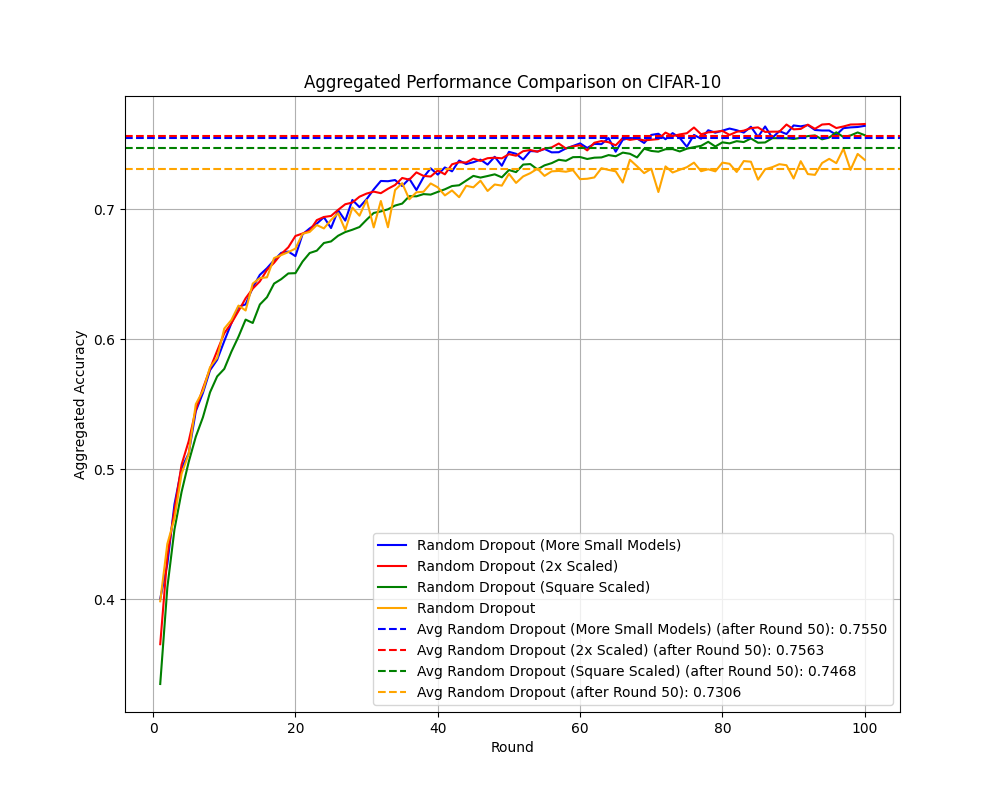 Aggregated Performance Comparison on CIFAR-10
Aggregated Accuracy
0.7
0.6
0.5
0.4
0
20
40
60
80
100
Round
Random Dropout (More Small Models)
Random Dropout (2x Scaled)
Random Dropout (Square Scaled)
Random Dropout
Avg Random Dropout (More Small Models) (after Round 50): 0.7550
Avg Random Dropout (2x Scaled) (after Round 50): 0.7563
Avg Random Dropout (Square Scaled) (after Round 50): 0.7468
Avg Random Dropout (after Round 50): 0.7306